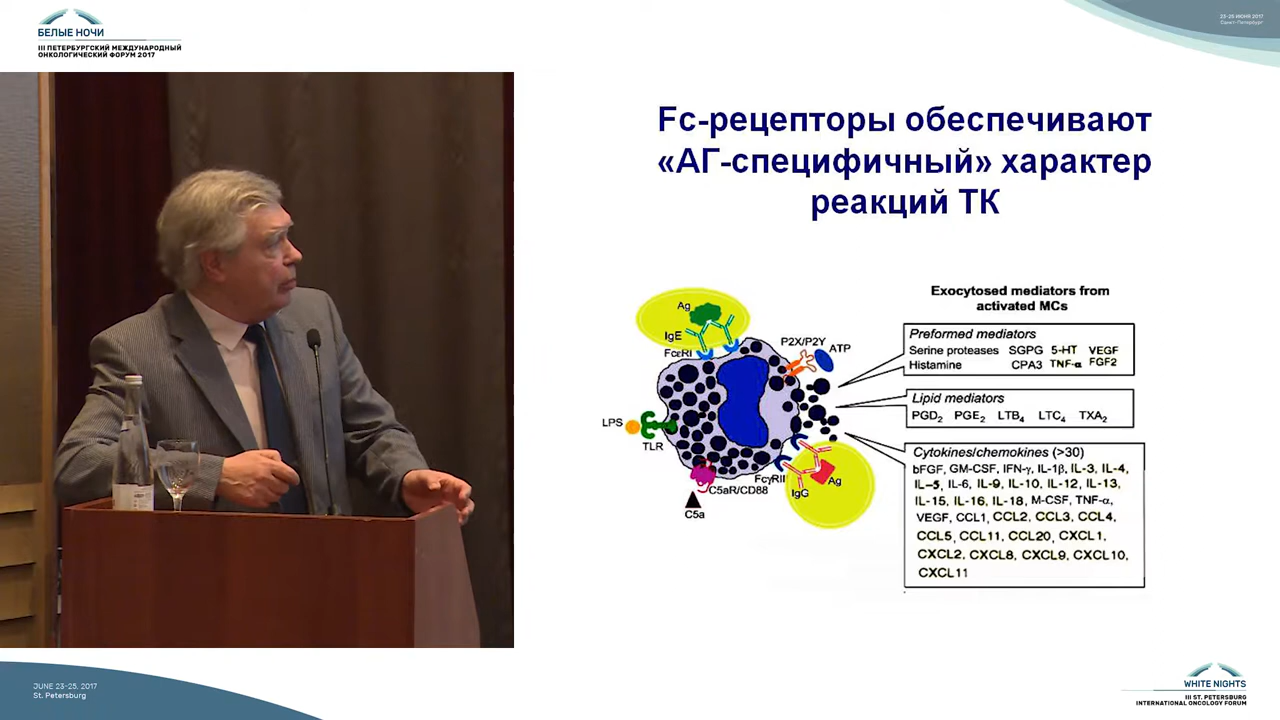 БЕЛЫЕ НОЧИ
III ПЕТЕРБУРГСКИЙ МЕЖДУНАРОДНЫЙ
ОНКОЛОГИЧЕСКИЙ ФОРУМ 2017
23-25 ИЮНЯ 2017
Санкт-Петербург
Fc-рецепторы обеспечивают
«АГ-специфичный» характер
реакций ТК
Ag
IgE
FcεRI
P2X/P2Y
ATP
LPS
TLR
C5aR/CD88
C5a
FcγRII
IgG
Ag
Exocytosed mediators from
activated MCs
Preformed mediators
Serine proteases SGPG 5-HT VEGF
Histamine CPA3 TNF-α FGF2
Lipid mediators
PGD₂ PGE₂ LTB₄ LTC₄ TXA₂
Cytokines/chemokines (>30)
bFGF, GM-CSF, IFN-γ, IL-1β, IL-3, IL-4,
IL-5, IL-6, IL-9, IL-10, IL-12, IL-13,
IL-15, IL-16, IL-18, M-CSF, TNF-α,
VEGF, CCL1, CCL2, CCL3, CCL4,
CCL5, CCL11, CCL20, CXCL1,
CXCL2, CXCL8, CXCL9, CXCL10,
CXCL11
JUNE 23-25, 2017
St. Petersburg
WHITE NIGHTS
III ST. PETERSBURG
INTERNATIONAL ONCOLOGY FORUM